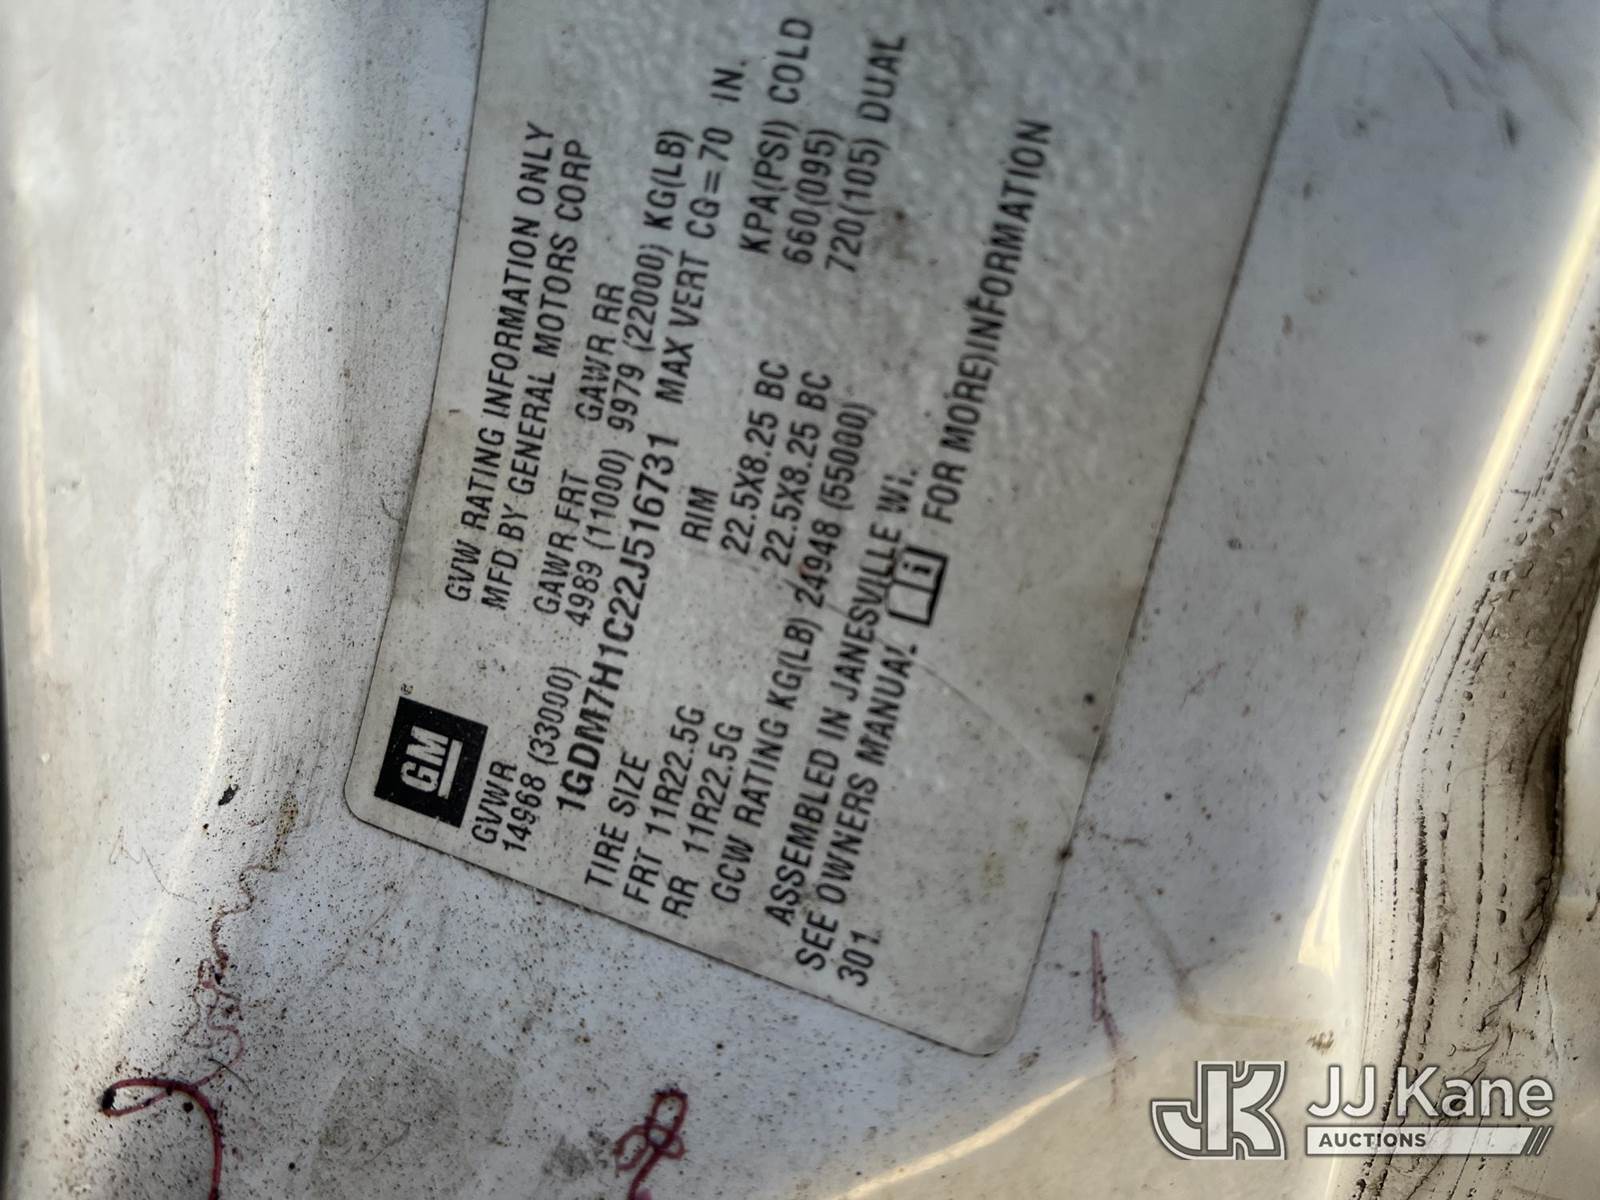 GM
GVW RATING INFORMATION ONLY
MFD BY GENERAL MOTORS CORP
GVWR GAWR FRT GAWR RR
14968 (33000) 4989 (11000) 9979 (22000) KG(LB)
1GDM7H1C22J516731 MAX VERT CG=70 IN.
TIRE SIZE RIM KPA(PSI) COLD
FRT 11R22.5G 22.5X8.25 BC 660(095)
RR 11R22.5G 22.5X8.25 BC 720(105) DUAL
GCW RATING KG(LB) 24948 (55000)
ASSEMBLED IN JANESVILLE WI.
SEE OWNERS MANUAL i FOR MORE INFORMATION
301
JK JJ Kane
AUCTIONS